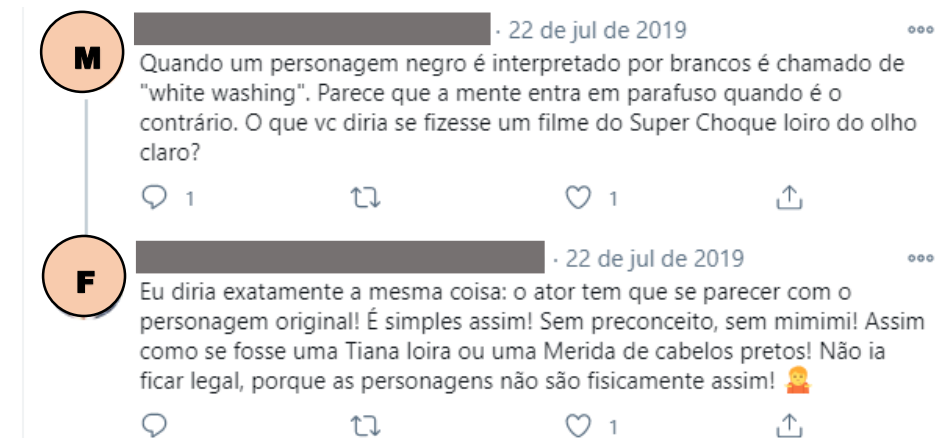 M
· 22 de jul de 2019
Quando um personagem negro é interpretado por brancos é chamado de
"white washing". Parece que a mente entra em parafuso quando é o
contrário. O que vc diria se fizesse um filme do Super Choque loiro do olho
claro?
1
1
F
· 22 de jul de 2019
Eu diria exatamente a mesma coisa: o ator tem que se parecer com o
personagem original! É simples assim! Sem preconceito, sem mimimi! Assim
como se fosse uma Tiana loira ou uma Merida de cabelos pretos! Não ia
ficar legal, porque as personagens não são fisicamente assim! 🤷
1